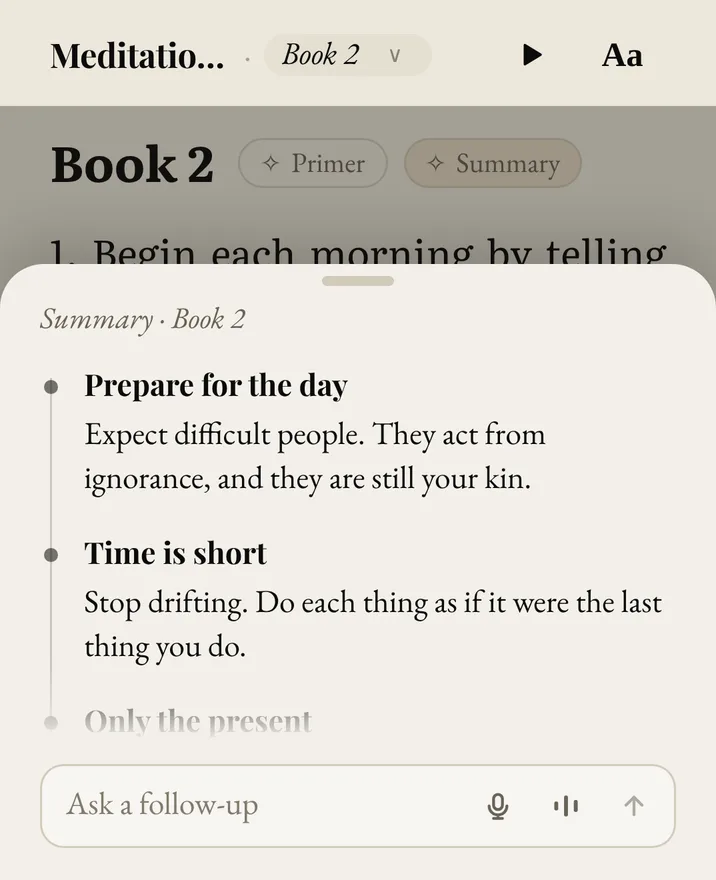 Meditatio... · Book 2
Aa
Book 2 Primer Summary
1. Begin each morning by telling
Summary · Book 2
Prepare for the day
Expect difficult people. They act from
ignorance, and they are still your kin.
Time is short
Stop drifting. Do each thing as if it were the last
thing you do.
Only the present
Ask a follow-up